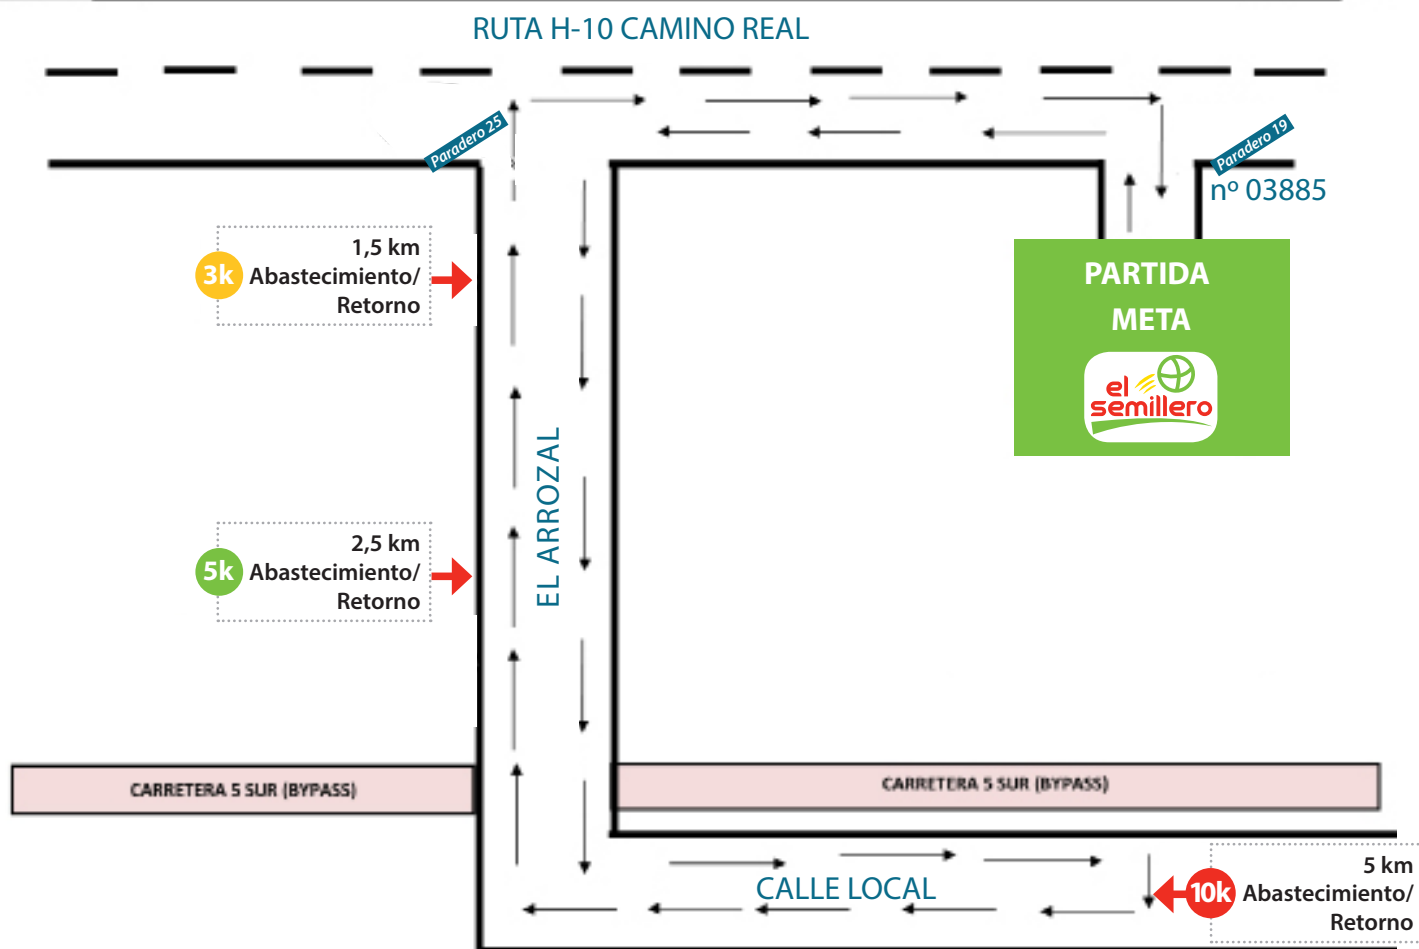 RUTA H-10 CAMINO REAL
Paradero 25
Paradero 19
nº 03885
1,5 km
3k Abastecimiento/
Retorno
PARTIDA
META
el
semillero
EL ARROZAL
2,5 km
5k Abastecimiento/
Retorno
CARRETERA 5 SUR (BYPASS)
CARRETERA 5 SUR (BYPASS)
CALLE LOCAL
5 km
10k Abastecimiento/
Retorno